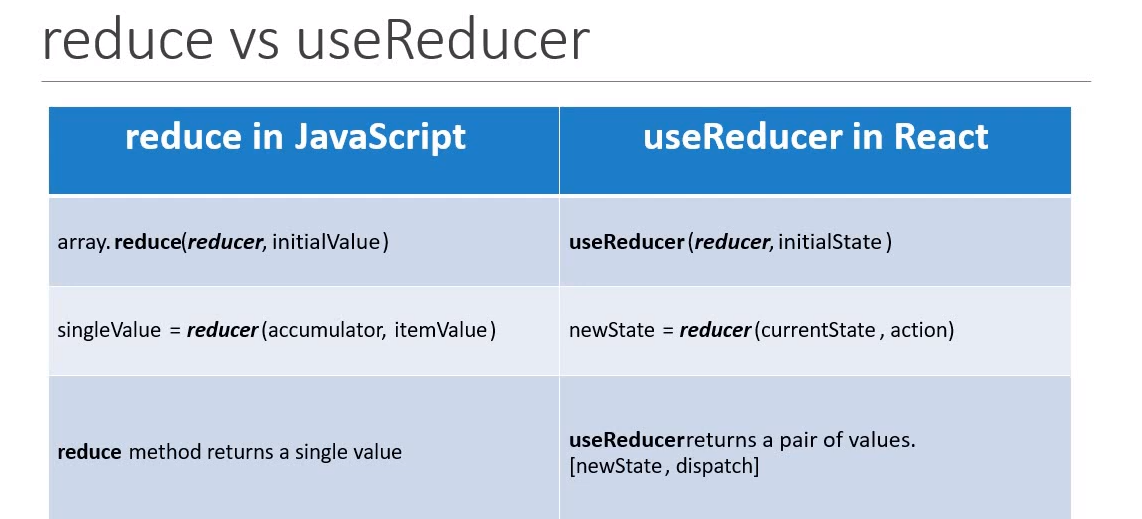 reduce vs useReducer
reduce in JavaScript
useReducer in React
array.reduce(reducer, initialValue)
useReducer(reducer, initialState)
singleValue = reducer(accumulator, itemValue)
newState = reducer(currentState, action)
reduce method returns a single value
useReducer returns a pair of values.
[newState, dispatch]